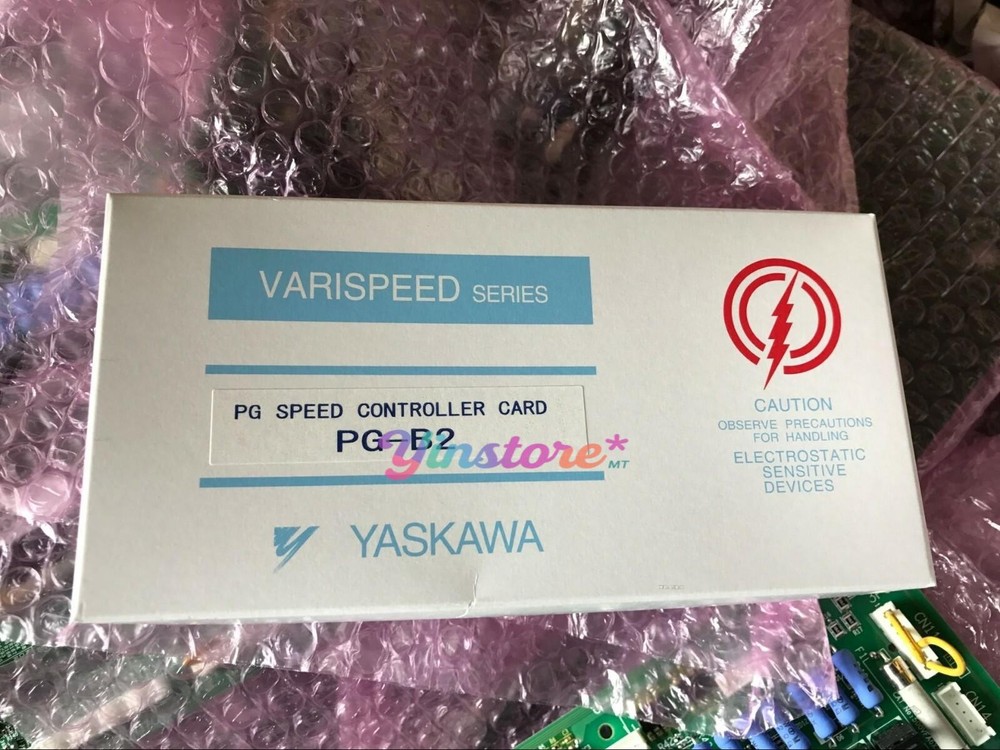 VARISPEED SERIES
PG SPEED CONTROLLER CARD
PG-B2
Yinstore*
MT
YASKAWA
CAUTION
OBSERVE PRECAUTIONS
FOR HANDLING
ELECTROSTATIC
SENSITIVE
DEVICES
CN14